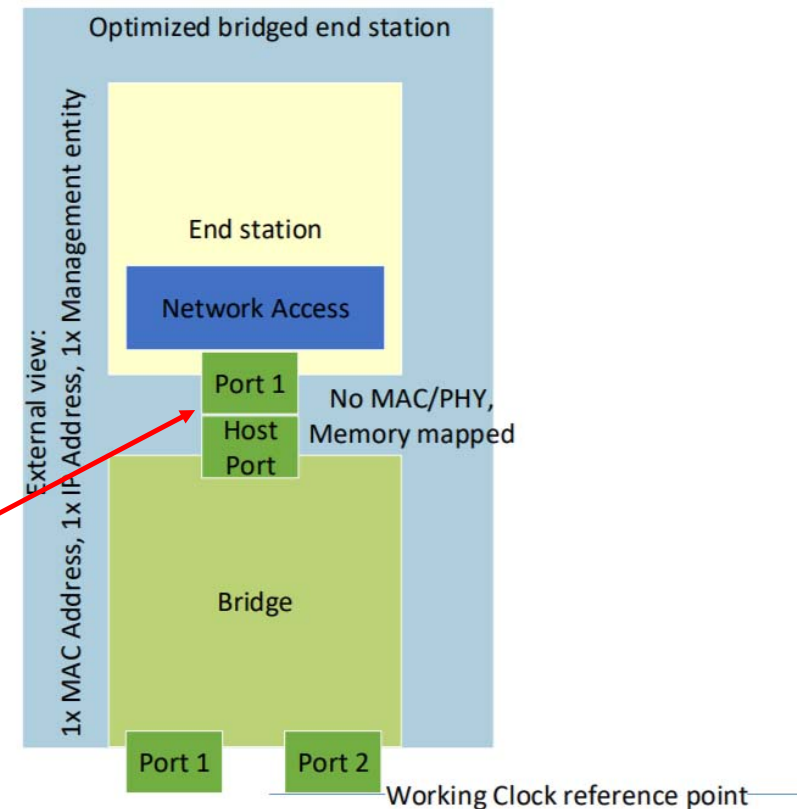 Optimized bridged end station
External view:
1x MAC Address, 1x IP Address, 1x Management entity
End station
Network Access
Port 1
No MAC/PHY,
Memory mapped
Host
Port
Bridge
Port 1
Port 2
Working Clock reference point